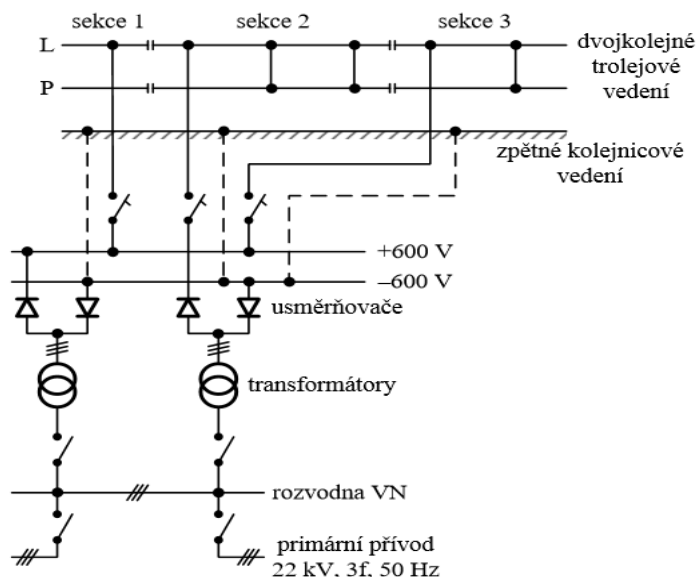 sekce 1
sekce 2
sekce 3
L
P
dvojkolejné
trolejové
vedení
zpětné kolejnicové
vedení
+600 V
–600 V
usměrňovače
transformátory
rozvodna VN
primární přívod
22 kV, 3f, 50 Hz